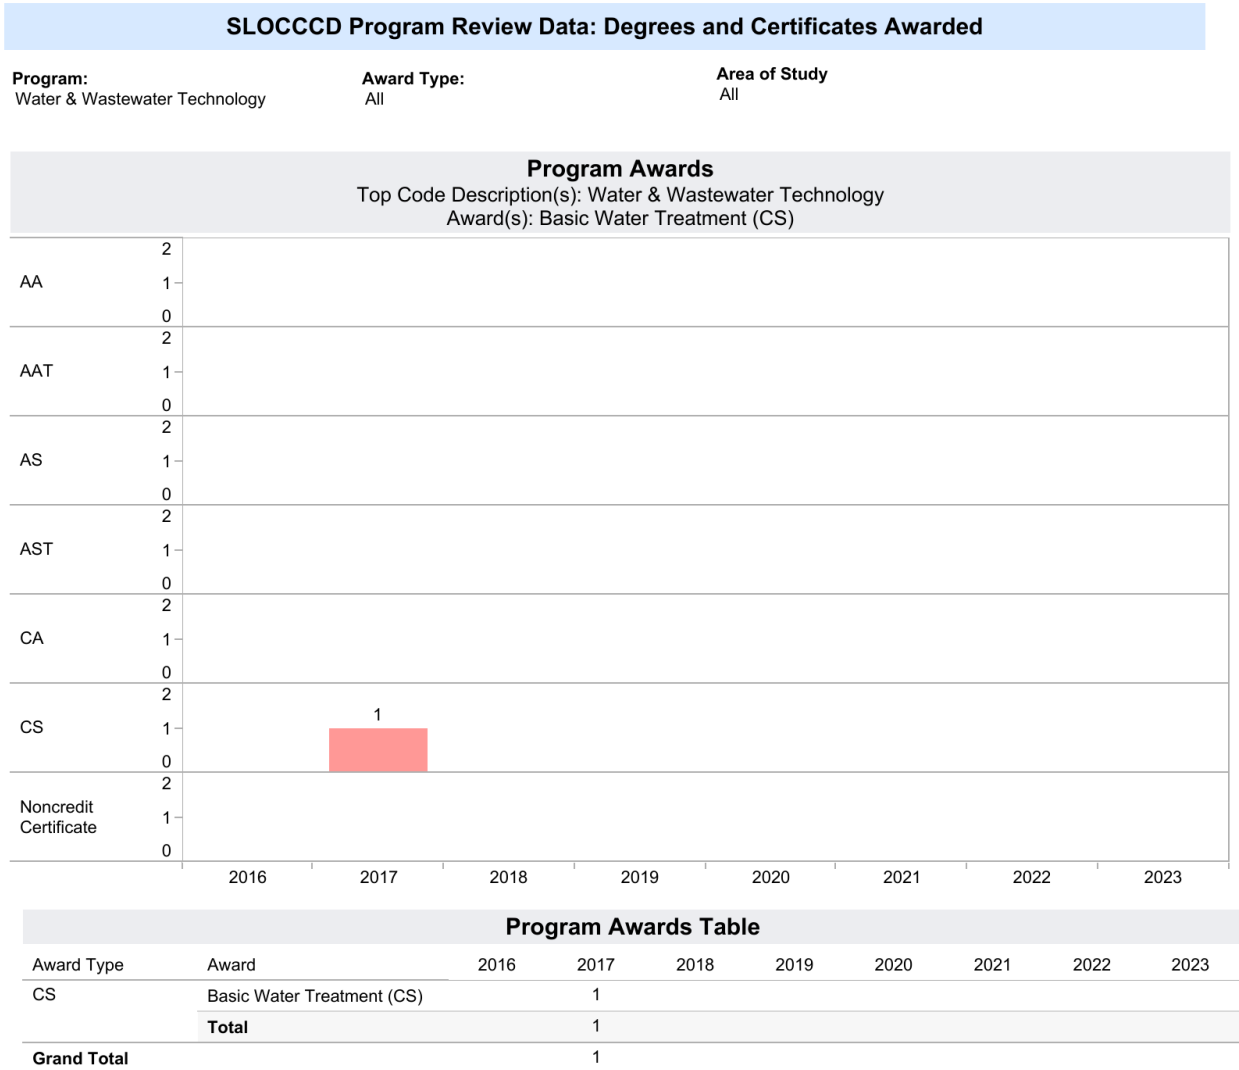 SLOCCCD Program Review Data: Degrees and Certificates Awarded
Program: Award Type: Area of Study
Water & Wastewater Technology All All
Program Awards
Top Code Description(s): Water & Wastewater Technology
Award(s): Basic Water Treatment (CS)
2
AA 1
0
2
AAT 1
0
2
AS 1
0
2
AST 1
0
2
CA 1
0
2
1
CS 1
0
2
Noncredit
1
Certificate
0
2016 2017 2018 2019 2020 2021 2022 2023
Program Awards Table
Award Type Award 2016 2017 2018 2019 2020 2021 2022 2023
CS Basic Water Treatment (CS) 1
Total 1
Grand Total 1